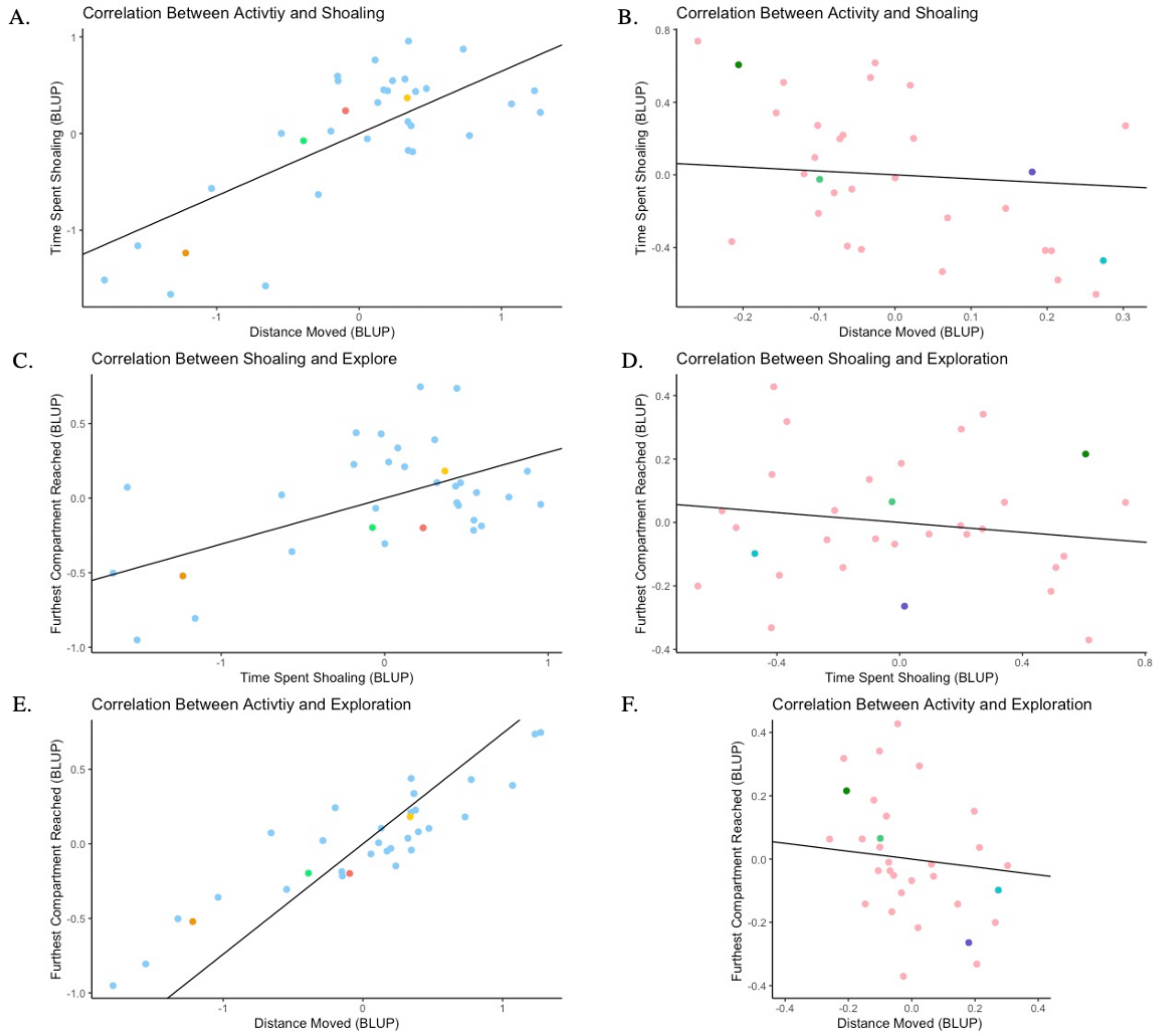 A.
Correlation Between Activtiy and Shoaling
1
0
-1
Time Spent Shoaling (BLUP)
-1
0
1
Distance Moved (BLUP)
B.
Correlation Between Activity and Shoaling
0.8
0.4
0.0
-0.4
Time Spent Shoaling (BLUP)
-0.2
-0.1
0.0
0.1
0.2
0.3
Distance Moved (BLUP)
C.
Correlation Between Shoaling and Explore
0.5
0.0
-0.5
-1.0
Furthest Compartment Reached (BLUP)
-1
0
1
Time Spent Shoaling (BLUP)
D.
Correlation Between Shoaling and Exploration
0.4
0.2
0.0
-0.2
-0.4
Furthest Compartment Reached (BLUP)
-0.4
0.0
0.4
0.8
Time Spent Shoaling (BLUP)
E.
Correlation Between Activtiy and Exploration
0.5
0.0
-0.5
-1.0
Furthest Compartment Reached (BLUP)
-1
0
1
Distance Moved (BLUP)
F.
Correlation Between Activity and Exploration
0.4
0.2
0.0
-0.2
-0.4
Furthest Compartment Reached (BLUP)
-0.4
-0.2
0.0
0.2
0.4
Distance Moved (BLUP)